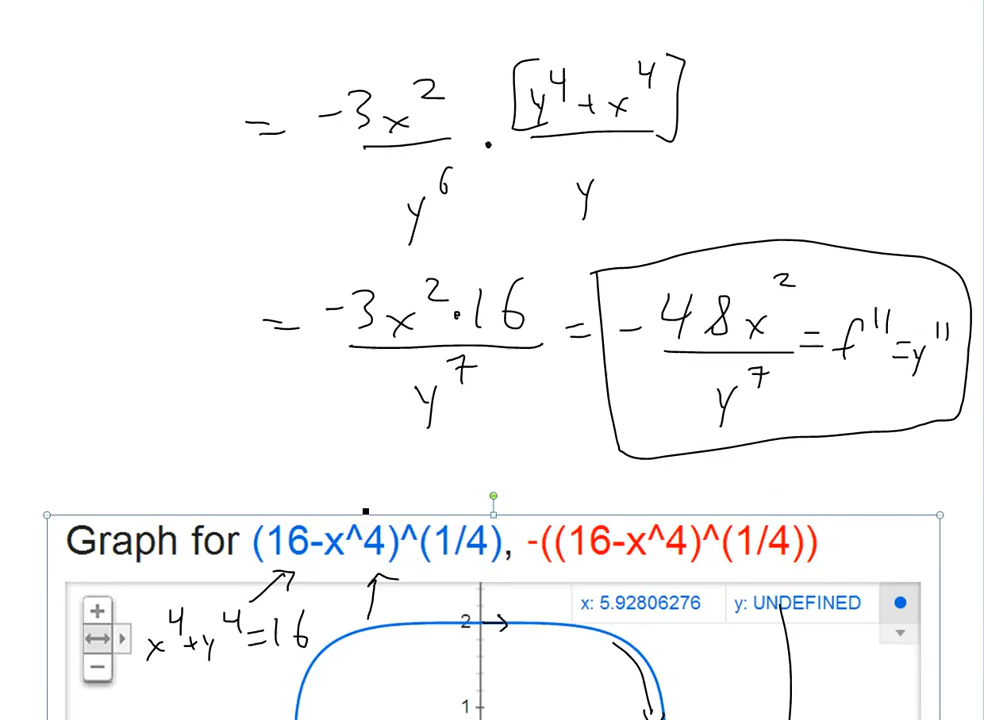 = -3x^2/y^6 · [y^4+x^4]/y
= -3x^2·16/y^7 = -48x^2/y^7 = f'' = y''
Graph for (16-x^4)^(1/4), -((16-x^4)^(1/4))
x: 5.92806276 y: UNDEFINED
x^4+y^4=16
2
1